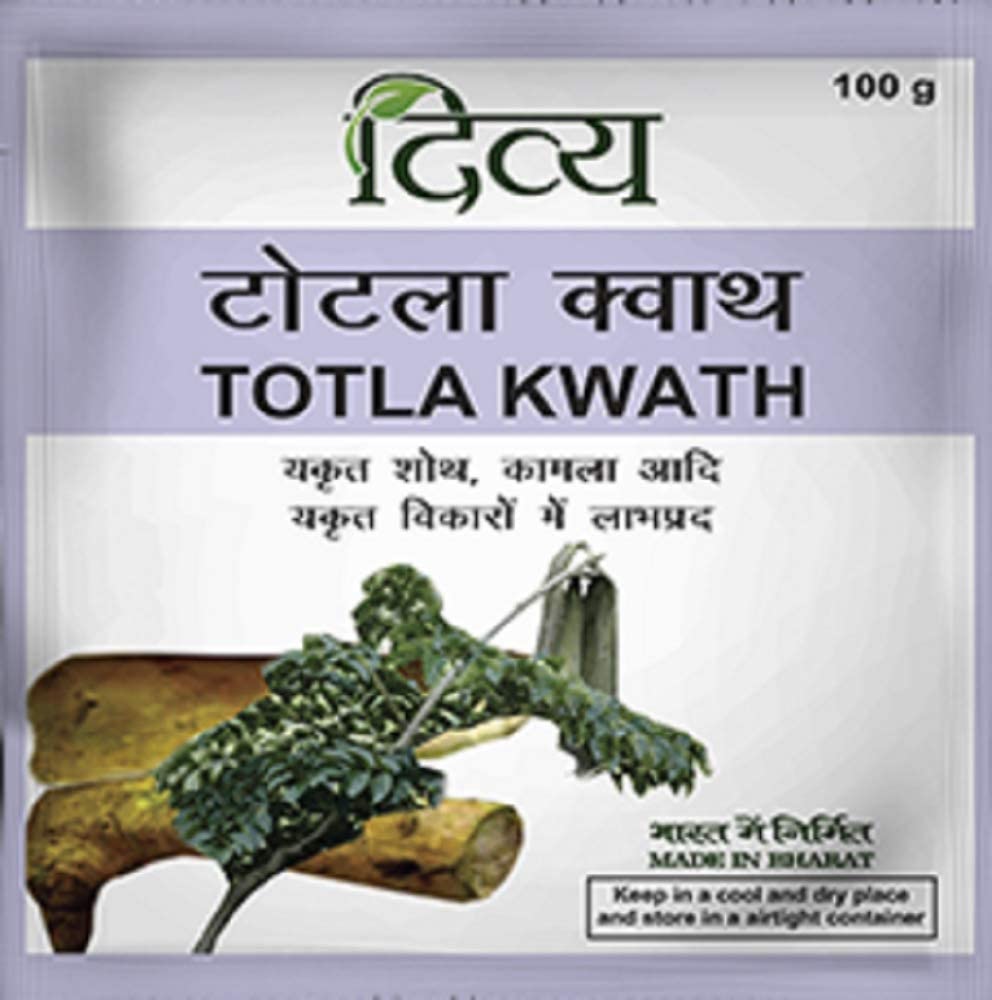 100 g
दिव्य
टोटला क्वाथ
TOTLA KWATH
यकृत शोथ, कामला आदि
यकृत विकारों में लाभप्रद
भारत में निर्मित
MADE IN BHARAT
Keep in a cool and dry place
and store in a airtight container